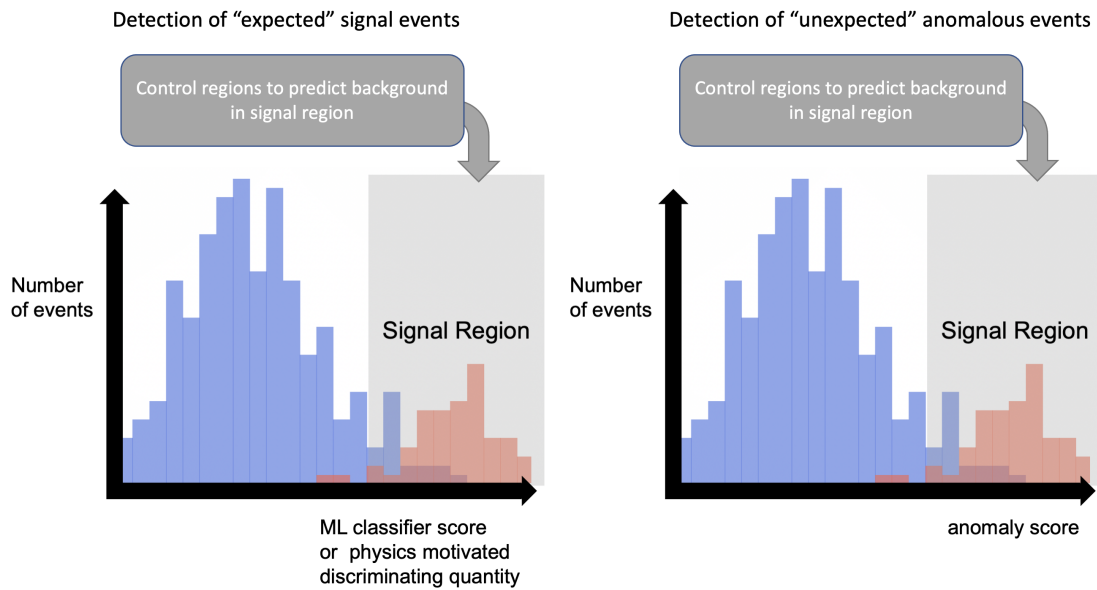 Detection of “expected” signal events
Control regions to predict background
in signal region
Number
of events
Signal Region
ML classifier score
or physics motivated
discriminating quantity
Detection of “unexpected” anomalous events
Control regions to predict background
in signal region
Number
of events
Signal Region
anomaly score